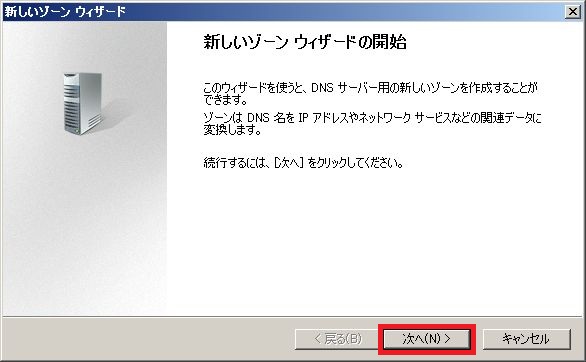 新しいゾーン ウィザード
新しいゾーン ウィザードの開始
このウィザードを使うと、DNS サーバー用の新しいゾーンを作成することが
できます。
ゾーンは DNS 名を IP アドレスやネットワーク サービスなどの関連データに
変換します。
続行するには、[次へ] をクリックしてください。
< 戻る(B)
次へ(N) >
キャンセル